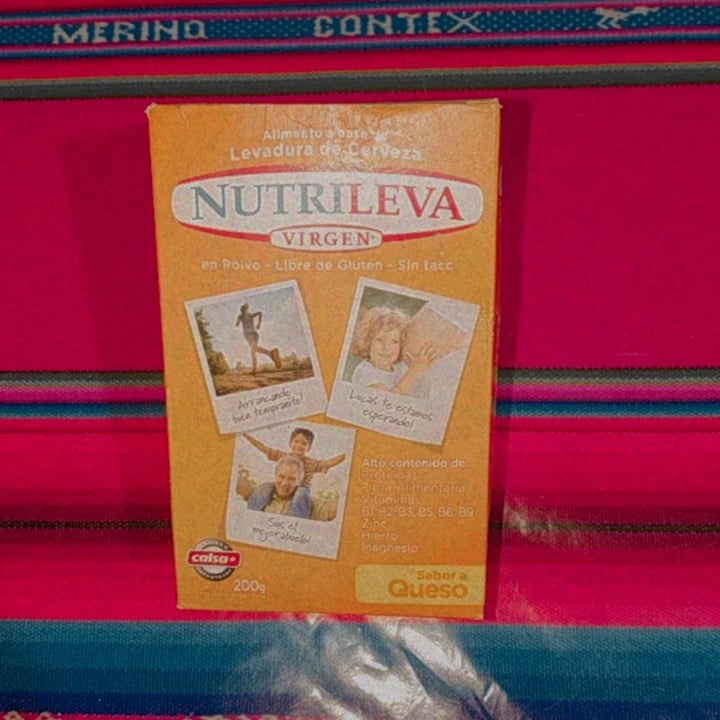 MERINO CONTEX
Alimento a base de
Levadura de Cerveza
NUTRILEVA
VIRGEN®
en Polvo - Libre de Gluten - Sin tacc
Arrancando
bien tempranito!
Lucas te estamos
esperando!
Sos el
mejor abuelo!
Alto contenido de:
Proteínas
Fibra Alimentaria
Vitaminas
B1, B2, B3, B5, B6, B9
Zinc
Hierro
Magnesio
calsa
200g
Sabor a
Queso